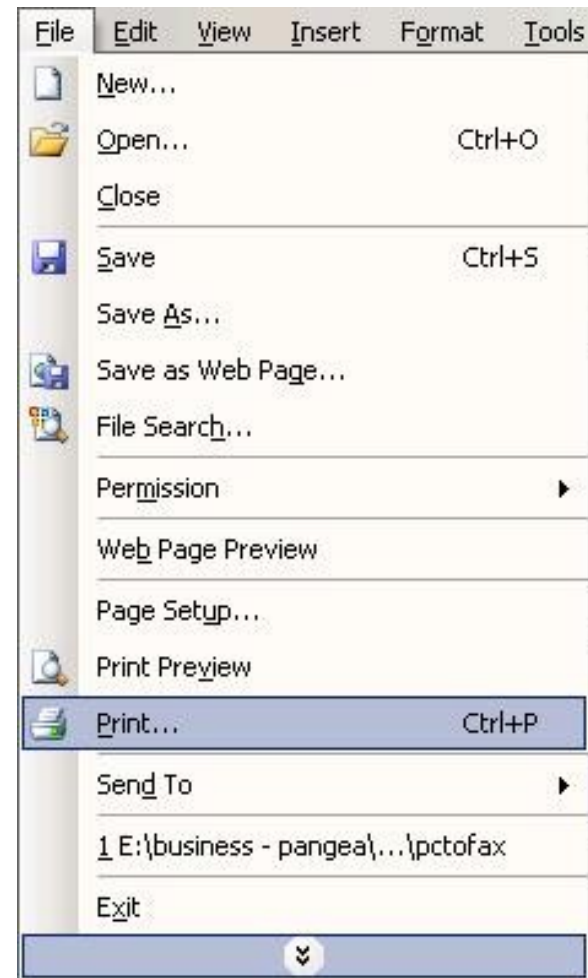 File Edit View Insert Format Tools
New...
Open... Ctrl+O
Close
Save Ctrl+S
Save As...
Save as Web Page...
File Search...
Permission
Web Page Preview
Page Setup...
Print Preview
Print... Ctrl+P
Send To
1 E:\business - pangea\...\pctofax
Exit